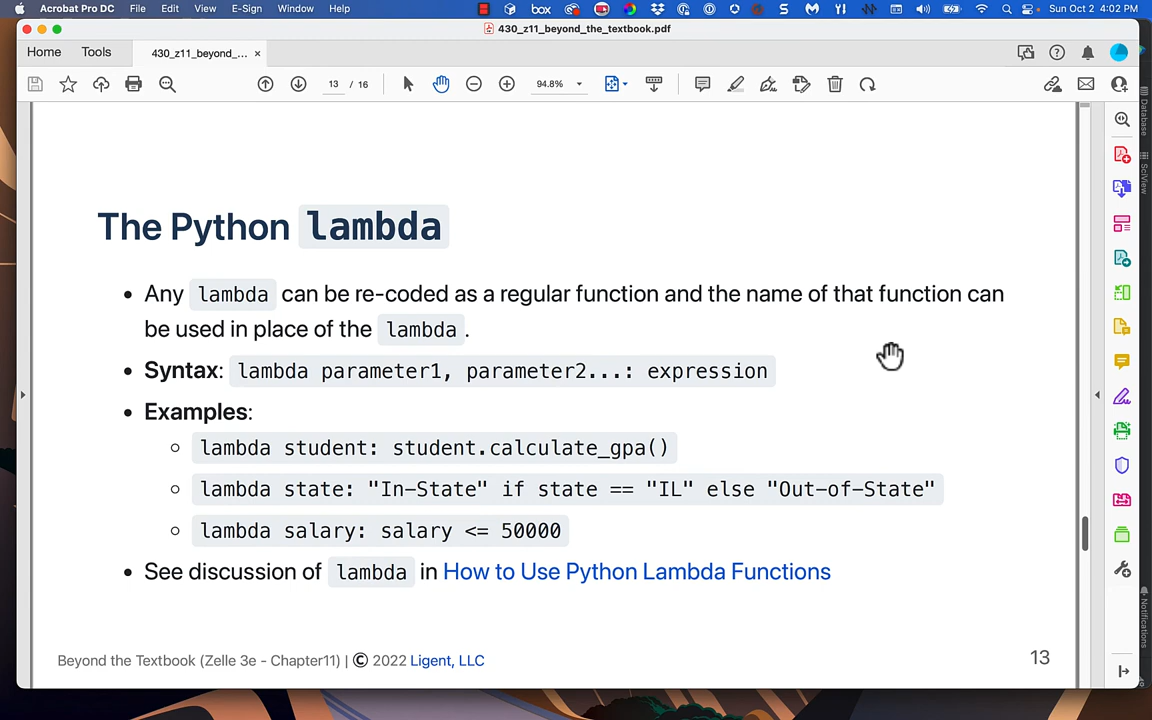 Acrobat Pro DC File Edit View E-Sign Window Help box Sun Oct 2 4:02 PM
430_z11_beyond_the_textbook.pdf
Home Tools 430_z11_beyond_... ×
13 / 16 94.8%
The Python lambda
• Any lambda can be re-coded as a regular function and the name of that function can
be used in place of the lambda.
• Syntax: lambda parameter1, parameter2...: expression
• Examples:
lambda student: student.calculate_gpa()
lambda state: "In-State" if state == "IL" else "Out-of-State"
lambda salary: salary <= 50000
• See discussion of lambda in How to Use Python Lambda Functions
Beyond the Textbook (Zelle 3e - Chapter11) | © 2022 Ligent, LLC
13
Database
SciView
Notifications